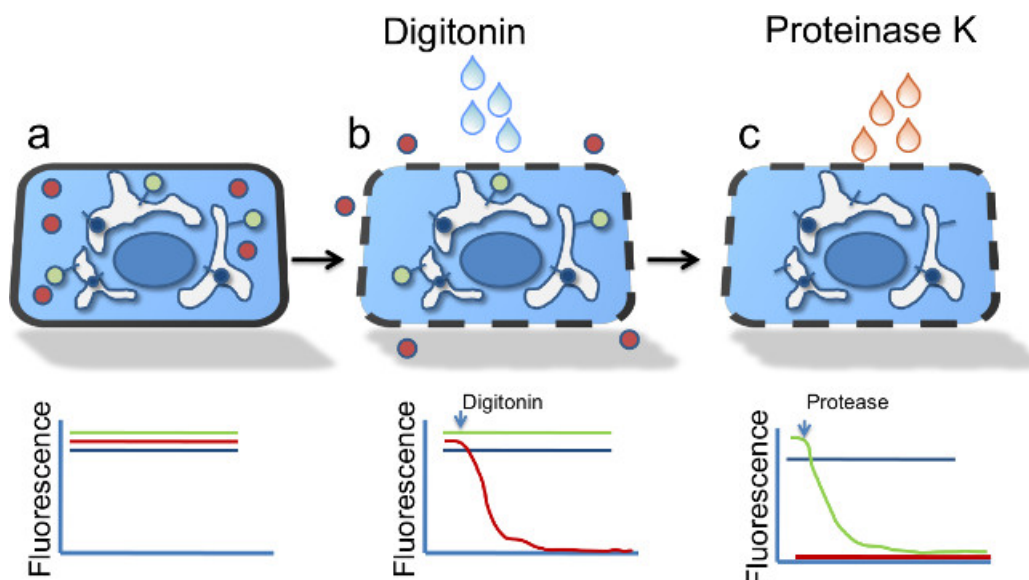 Digitonin
Proteinase K
a
b
c
Fluorescence
Fluorescence
Digitonin
Fluorescence
Protease